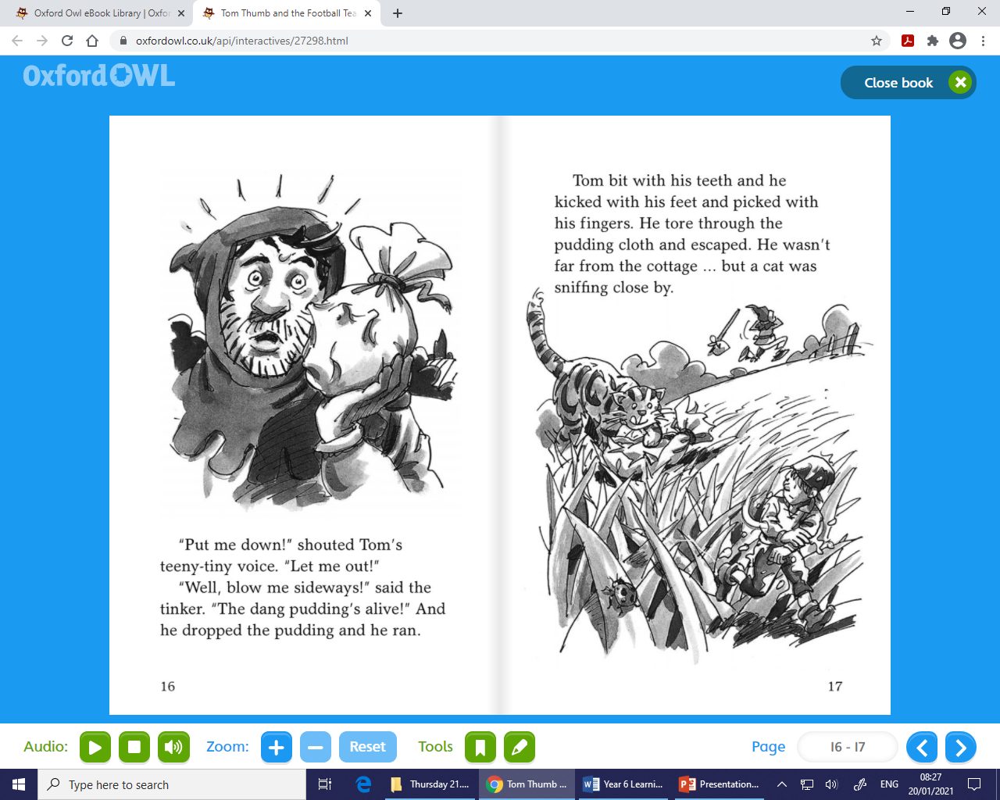 Oxford Owl eBook Library | Oxfo
Tom Thumb and the Football Tea
oxfordowl.co.uk/api/interactives/27298.html
Oxford OWL
Close book
“Put me down!” shouted Tom’s
teeny-tiny voice. “Let me out!”
“Well, blow me sideways!” said the
tinker. “The dang pudding’s alive!” And
he dropped the pudding and he ran.
16
Tom bit with his teeth and he
kicked with his feet and picked with
his fingers. He tore through the
pudding cloth and escaped. He wasn’t
far from the cottage ... but a cat was
sniffing close by.
17
Audio:
Zoom:
Reset
Tools
Page
16 - 17
Type here to search
Thursday 21....
Tom Thumb ...
Year 6 Learni...
Presentation...
ENG
08:27
20/01/2021